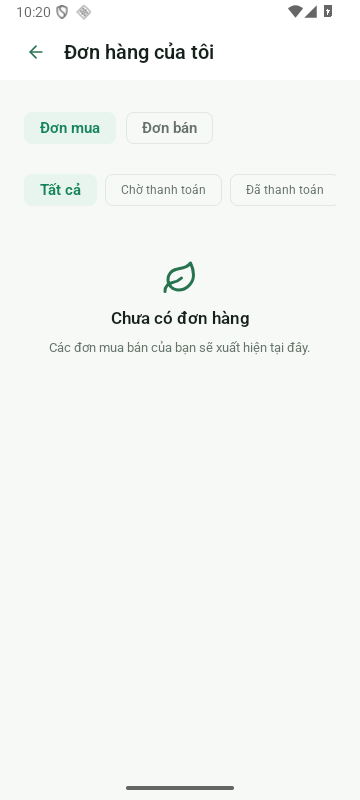 10:20
Đơn hàng của tôi
Đơn mua
Đơn bán
Tất cả
Chờ thanh toán
Đã thanh toán
Chưa có đơn hàng
Các đơn mua bán của bạn sẽ xuất hiện tại đây.